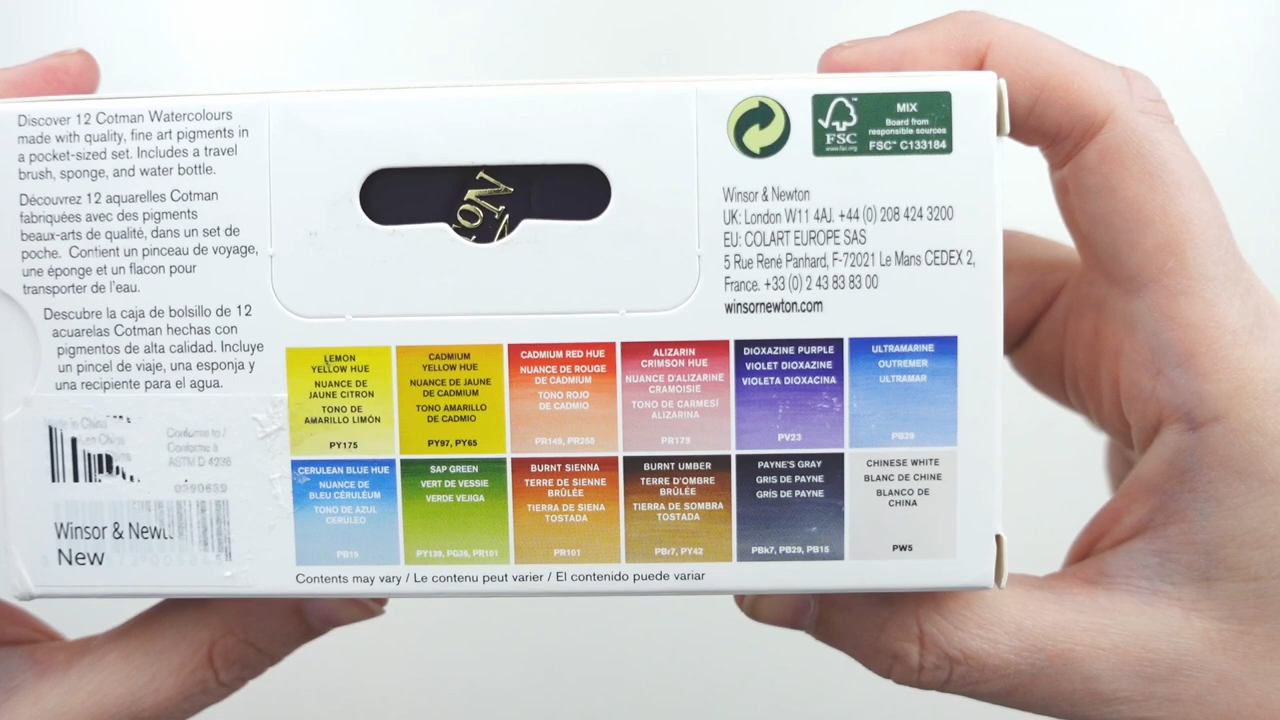 Discover 12 Cotman Watercolours
made with quality, fine art pigments in
a pocket-sized set. Includes a travel
brush, sponge, and water bottle.
Découvrez 12 aquarelles Cotman
fabriquées avec des pigments
beaux-arts de qualité, dans un set de
poche. Contient un pinceau de voyage,
une éponge et un flacon pour
transporter de l'eau.
Descubre la caja de bolsillo de 12
acuarelas Cotman hechas con
pigmentos de alta calidad. Incluye
un pincel de viaje, una esponja y
una recipiente para el agua.
Conforms to /
Conforme à
ASTM D 4236
0390639
Winsor &
New
No.
MIX
Board from
responsible sources
FSC
www.fsc.org
FSC™ C133184
Winsor & Newton
UK: London W11 4AJ. +44 (0) 208 424 3200
EU: COLART EUROPE SAS
5 Rue René Panhard, F-72021 Le Mans CEDEX 2,
France. +33 (0) 2 43 83 83 00
winsornewton.com
LEMON
YELLOW HUE
NUANCE DE
JAUNE CITRON
TONO DE
AMARILLO LIMÓN
PY175
CADMIUM
YELLOW HUE
NUANCE DE JAUNE
DE CADMIUM
TONO AMARILLO
DE CADMIO
PY97, PY65
CADMIUM RED HUE
NUANCE DE ROUGE
DE CADMIUM
TONO ROJO
DE CADMIO
PR149, PR255
ALIZARIN
CRIMSON HUE
NUANCE D'ALIZARINE
CRAMOISIE
TONO DE CARMESÍ
ALIZARINA
PR179
DIOXAZINE PURPLE
VIOLET DIOXAZINE
VIOLETA DIOXACINA
PV23
ULTRAMARINE
OUTREMER
ULTRAMAR
PB29
CERULEAN BLUE HUE
NUANCE DE
BLEU CÉRULÉUM
TONO DE AZUL
CERÚLEO
PB15
SAP GREEN
VERT DE VESSIE
VERDE VEJIGA
PY139, PG36, PR101
BURNT SIENNA
TERRE DE SIENNE
BRÛLÉE
TIERRA DE SIENA
TOSTADA
PR101
BURNT UMBER
TERRE D'OMBRE
BRÛLÉE
TIERRA DE SOMBRA
TOSTADA
PBr7, PY42
PAYNE'S GRAY
GRIS DE PAYNE
GRÍS DE PAYNE
PBk7, PB29, PB15
CHINESE WHITE
BLANC DE CHINE
BLANCO DE
CHINA
PW5
Contents may vary / Le contenu peut varier / El contenido puede variar